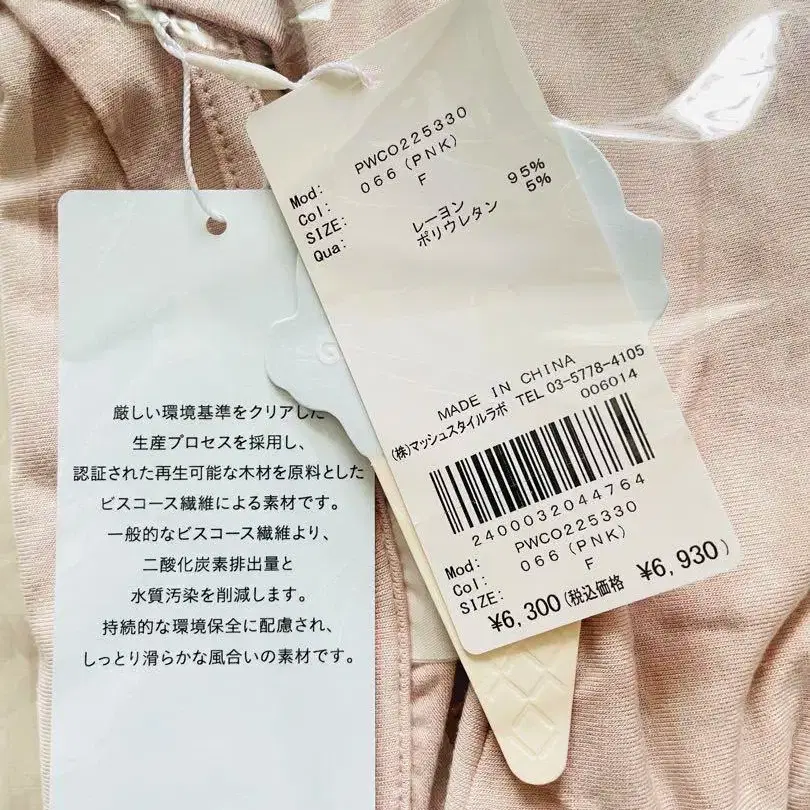 Mod: PWCO225330
Col: 066 (PNK)
SIZE: F
Qua: レーヨン 95%
ポリウレタン 5%
MADE IN CHINA
(株)マッシュスタイルラボ TEL 03-5778-4105
006014
2400032044764
Mod: PWCO225330
Col: 066 (PNK)
SIZE: F
¥6,300(税込価格 ¥6,930)
厳しい環境基準をクリアした
生産プロセスを採用し、
認証された再生可能な木材を原料とした
ビスコース繊維による素材です。
一般的なビスコース繊維より、
二酸化炭素排出量と
水質汚染を削減します。
持続的な環境保全に配慮され、
しっとり滑らかな風合いの素材です。